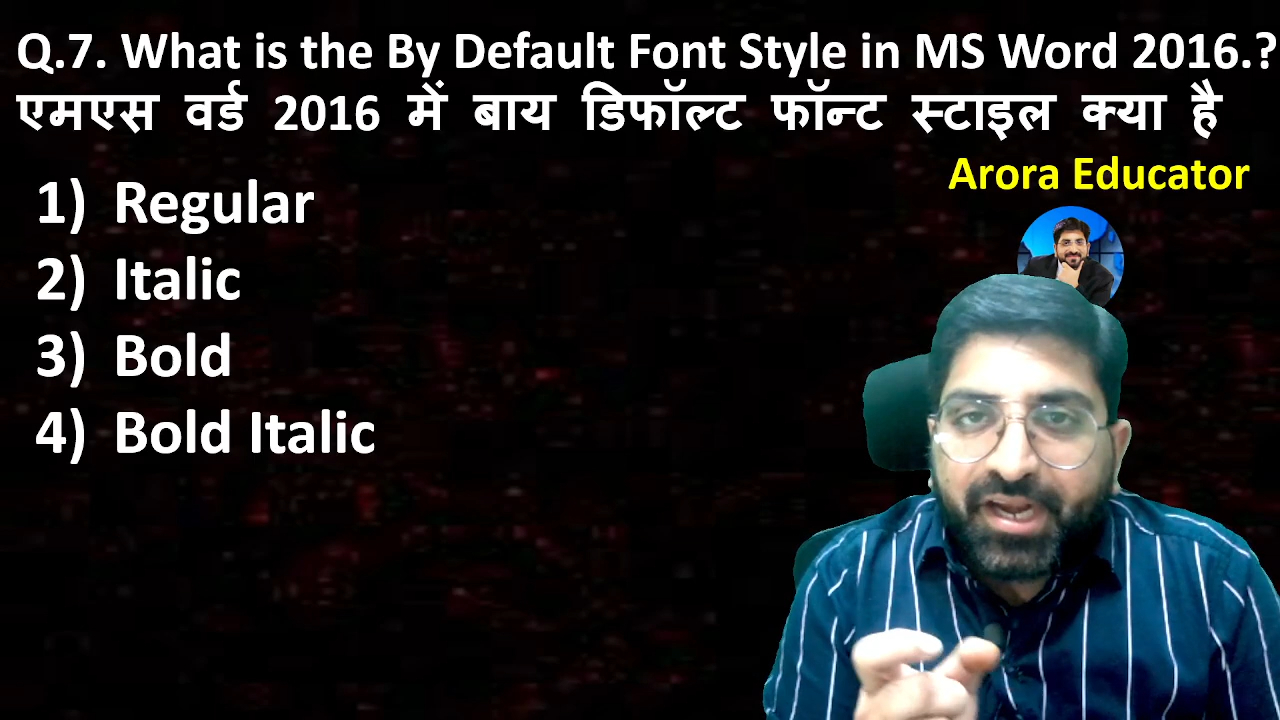 Q.7. What is the By Default Font Style in MS Word 2016.?
एमएस वर्ड 2016 में बाय डिफॉल्ट फॉन्ट स्टाइल क्या है
Arora Educator
1) Regular
2) Italic
3) Bold
4) Bold Italic